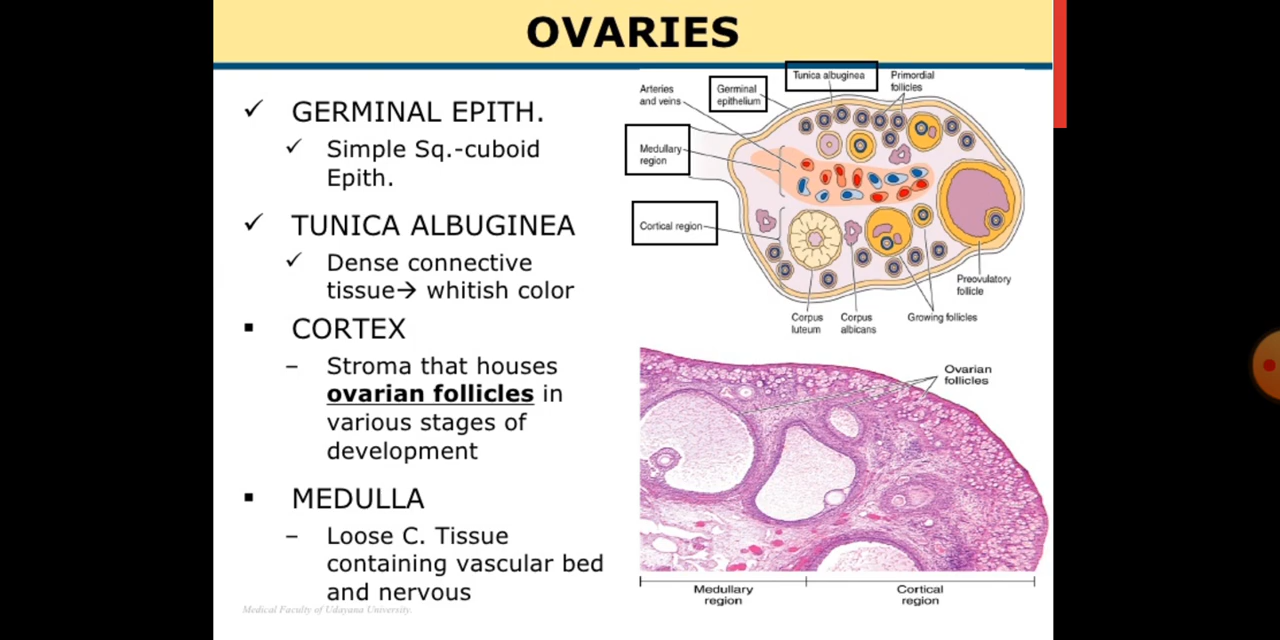 OVARIES
✓ GERMINAL EPITH.
✓ Simple Sq.-cuboid
Epith.
✓ TUNICA ALBUGINEA
✓ Dense connective
tissue→ whitish color
▪ CORTEX
– Stroma that houses
ovarian follicles in
various stages of
development
▪ MEDULLA
– Loose C. Tissue
containing vascular bed
and nervous
Medical Faculty of Udayana University.
Arteries
and veins
Germinal
epithelium
Tunica albuginea
Primordial
follicles
Medullary
region
Cortical region
Preovulatory
follicle
Corpus
luteum
Corpus
albicans
Growing follicles
Ovarian
follicles
Medullary
region
Cortical
region